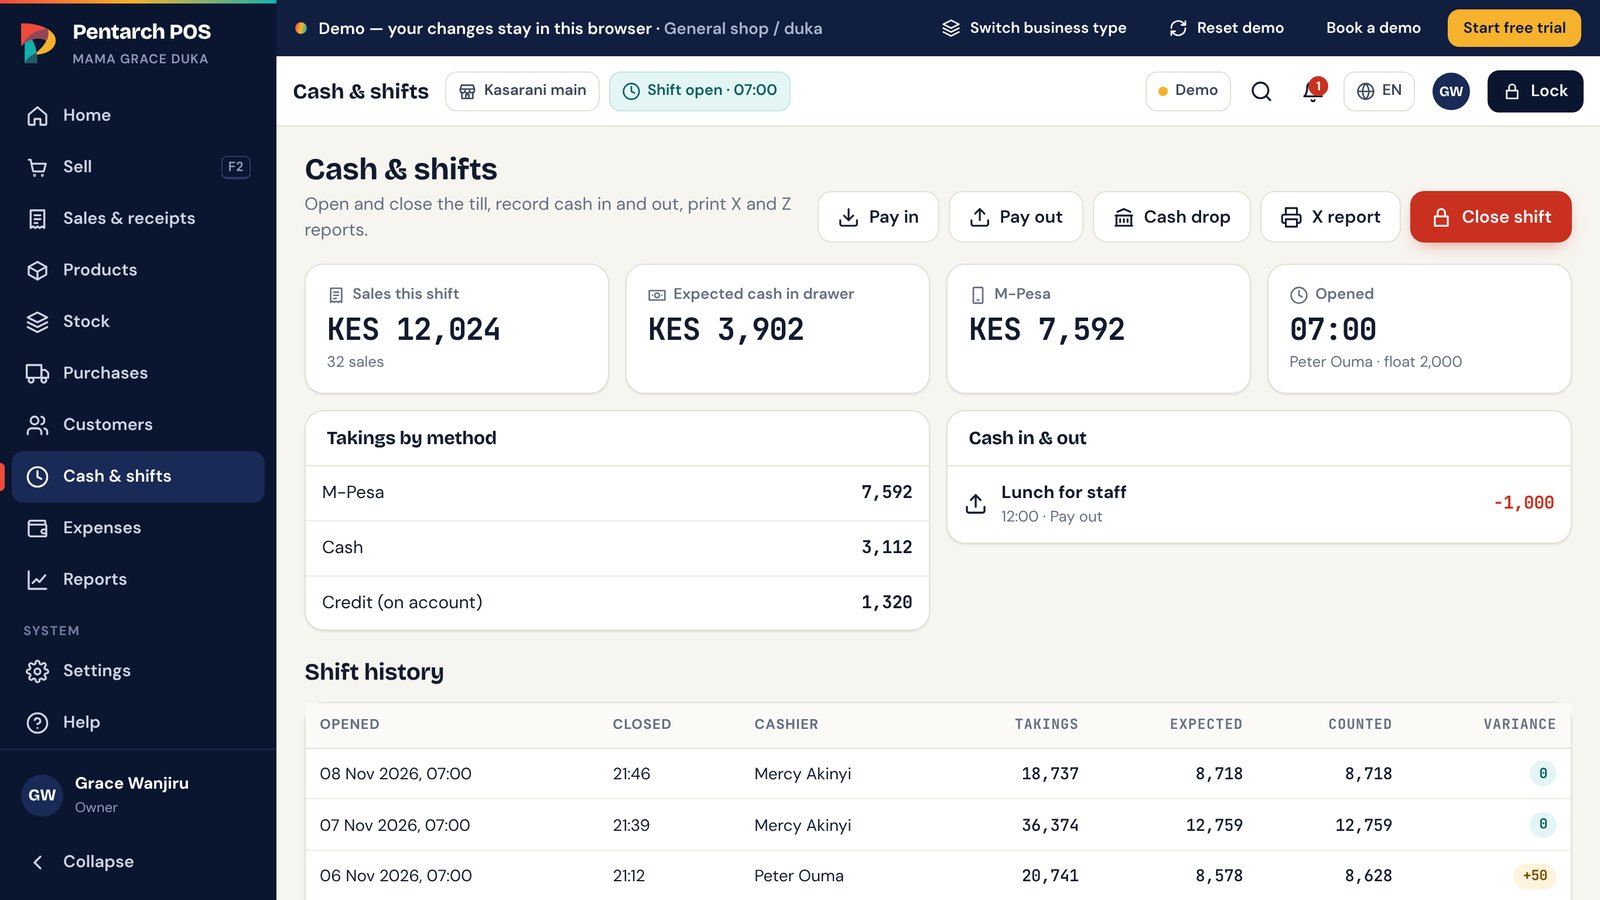 Pentarch POS
MAMA GRACE DUKA
Home
Sell F2
Sales & receipts
Products
Stock
Purchases
Customers
Cash & shifts
Expenses
Reports
SYSTEM
Settings
Help
GW Grace Wanjiru
Owner
Collapse
Demo — your changes stay in this browser · General shop / duka
Switch business type
Reset demo
Book a demo
Start free trial
Cash & shifts
Kasarani main
Shift open · 07:00
Demo
1
EN
GW
Lock
Cash & shifts
Open and close the till, record cash in and out, print X and Z
reports.
Pay in
Pay out
Cash drop
X report
Close shift
Sales this shift
KES 12,024
32 sales
Expected cash in drawer
KES 3,902
M-Pesa
KES 7,592
Opened
07:00
Peter Ouma · float 2,000
Takings by method
M-Pesa 7,592
Cash 3,112
Credit (on account) 1,320
Cash in & out
Lunch for staff
12:00 · Pay out
-1,000
Shift history
OPENED CLOSED CASHIER TAKINGS EXPECTED COUNTED VARIANCE
08 Nov 2026, 07:00 21:46 Mercy Akinyi 18,737 8,718 8,718 0
07 Nov 2026, 07:00 21:39 Mercy Akinyi 36,374 12,759 12,759 0
06 Nov 2026, 07:00 21:12 Peter Ouma 20,741 8,578 8,628 +50